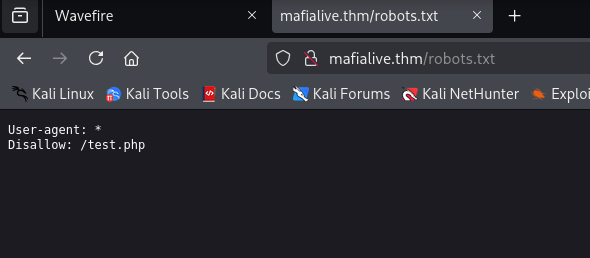 Wavefire
mafialive.thm/robots.txt
mafialive.thm/robots.txt
Kali Linux Kali Tools Kali Docs Kali Forums Kali NetHunter Exploi
User-agent: *
Disallow: /test.php